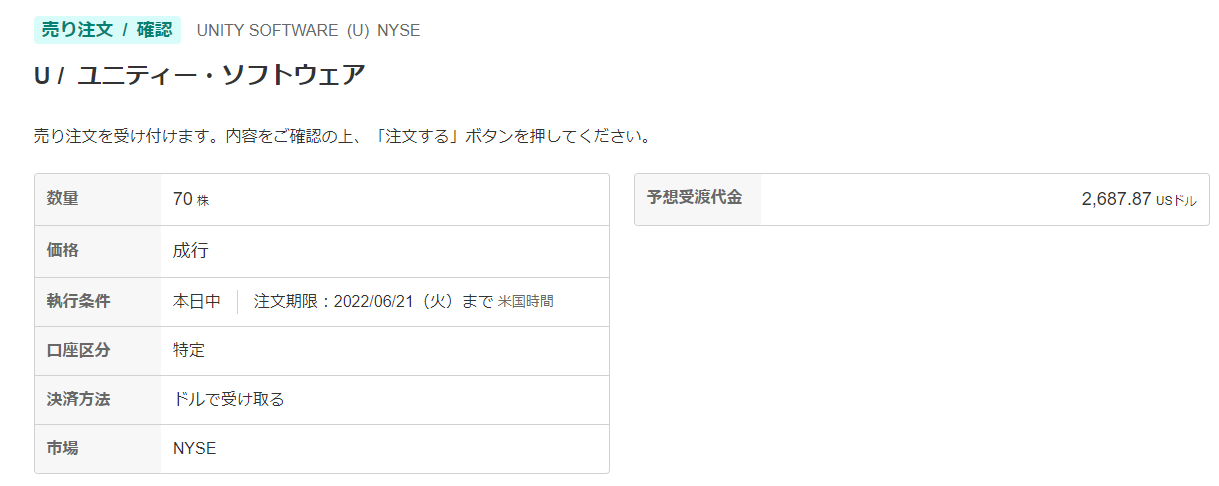 売り注文 / 確認 UNITY SOFTWARE (U) NYSE
U / ユニティー・ソフトウェア
売り注文を受け付けます。内容をご確認の上、「注文する」ボタンを押してください。
数量 70 株
価格 成行
執行条件 本日中 注文期限：2022/06/21（火）まで 米国時間
口座区分 特定
決済方法 ドルで受け取る
市場 NYSE
予想受渡代金 2,687.87 USドル